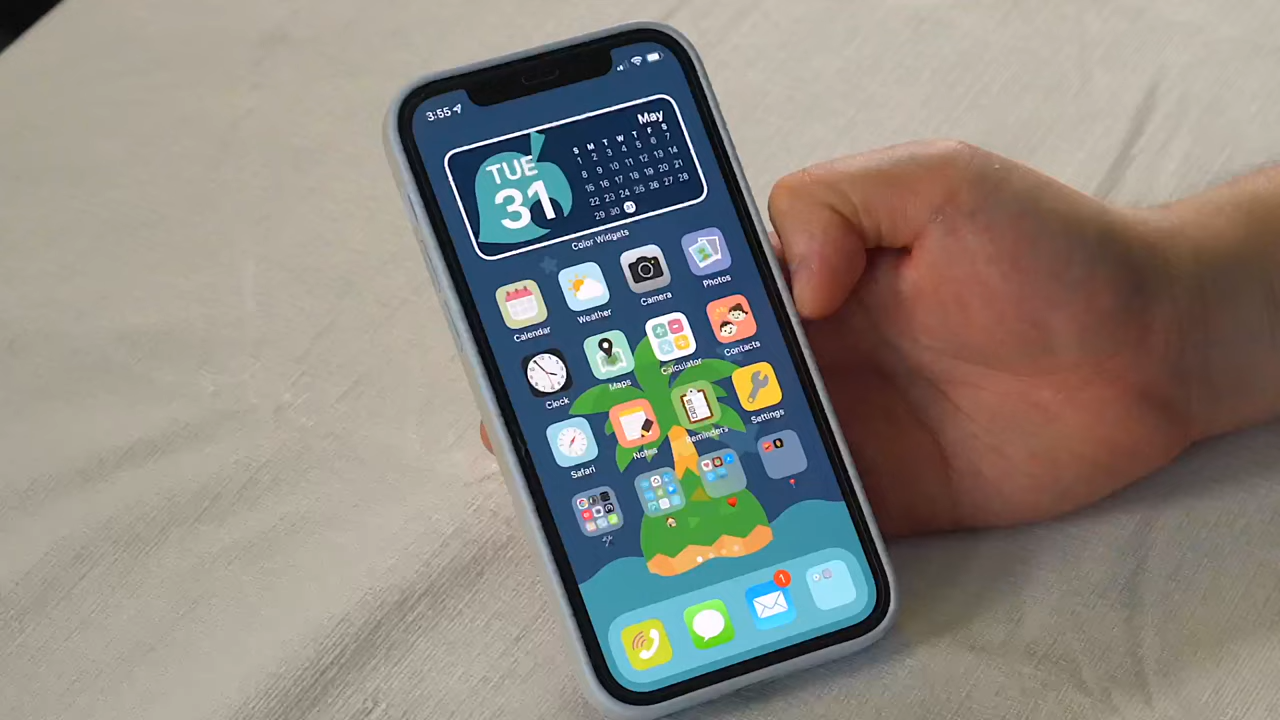 3:55
May
TUE
31
S M T W T F S
1 2 3 4 5 6 7
8 9 10 11 12 13 14
15 16 17 18 19 20 21
22 23 24 25 26 27 28
29 30 31
Color Widgets
Calendar Weather Camera Photos
Clock Maps Calculator Contacts
Safari Notes Reminders Settings
1